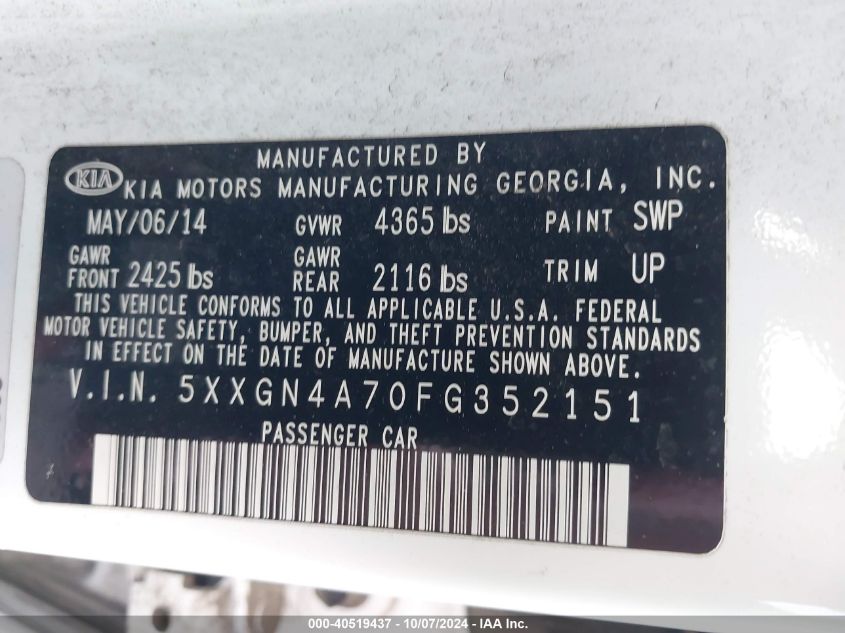 MANUFACTURED BY
KIA KIA MOTORS MANUFACTURING GEORGIA, INC.
MAY/06/14 GVWR 4365 lbs PAINT SWP
GAWR FRONT 2425 lbs GAWR REAR 2116 lbs TRIM UP
THIS VEHICLE CONFORMS TO ALL APPLICABLE U.S.A. FEDERAL
MOTOR VEHICLE SAFETY, BUMPER, AND THEFT PREVENTION STANDARDS
IN EFFECT ON THE DATE OF MANUFACTURE SHOWN ABOVE.
V.I.N. 5XXGN4A70FG352151
PASSENGER CAR
000-40519437 - 10/07/2024 - IAA Inc.